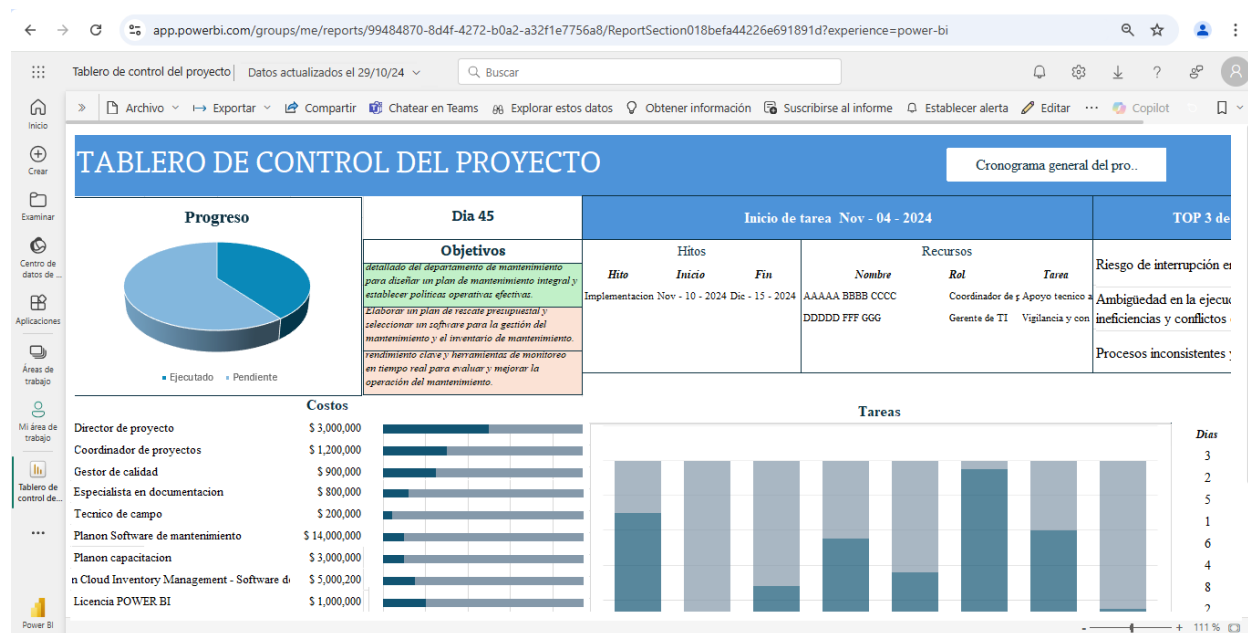 app.powerbi.com/groups/me/reports/99484870-8d4f-4272-b0a2-a32f1e7756a8/ReportSection018befa44226e691891d?experience=power-bi
Tablero de control del proyecto Datos actualizados el 29/10/24
Buscar
Archivo Exportar Compartir Chatear en Teams Explorar estos datos Obtener información Suscribirse al informe Establecer alerta Editar ... Copilot
Inicio
Crear
Examinar
Centro de
datos de ...
Aplicaciones
Áreas de
trabajo
Mi área de
trabajo
Tablero de
control de...
Power BI
TABLERO DE CONTROL DEL PROYECTO
Cronograma general del pro..
Progreso
Ejecutado Pendiente
Dia 45
Objetivos
detallado del departamento de mantenimiento
para diseñar un plan de mantenimiento integral y
establecer políticas operativas efectivas.
Elaborar un plan de rescate presupuestal y
seleccionar un software para la gestión del
mantenimiento y el inventario de mantenimiento.
rendimiento clave y herramientas de monitoreo
en tiempo real para evaluar y mejorar la
operación del mantenimiento.
Inicio de tarea Nov - 04 - 2024
Hitos
Hito Inicio Fin
Implementacion Nov - 10 - 2024 Dic - 15 - 2024
Recursos
Nombre Rol Tarea
AAAAA BBBB CCCC Coordinador de p Apoyo tecnico a
DDDDD FFF GGG Gerente de TI Vigilancia y con
TOP 3 de
Riesgo de interrupción en
Ambigüedad en la ejecu
ineficiencias y conflictos
Procesos inconsistentes y
Costos
Director de proyecto $ 3,000,000
Coordinador de proyectos $ 1,200,000
Gestor de calidad $ 900,000
Especialista en documentacion $ 800,000
Tecnico de campo $ 200,000
Planon Software de mantenimiento $ 14,000,000
Planon capacitacion $ 3,000,000
n Cloud Inventory Management - Software de $ 5,000,200
Licencia POWER BI $ 1,000,000
Tareas
Dias
3
2
5
1
6
4
8
2
- + 111 %